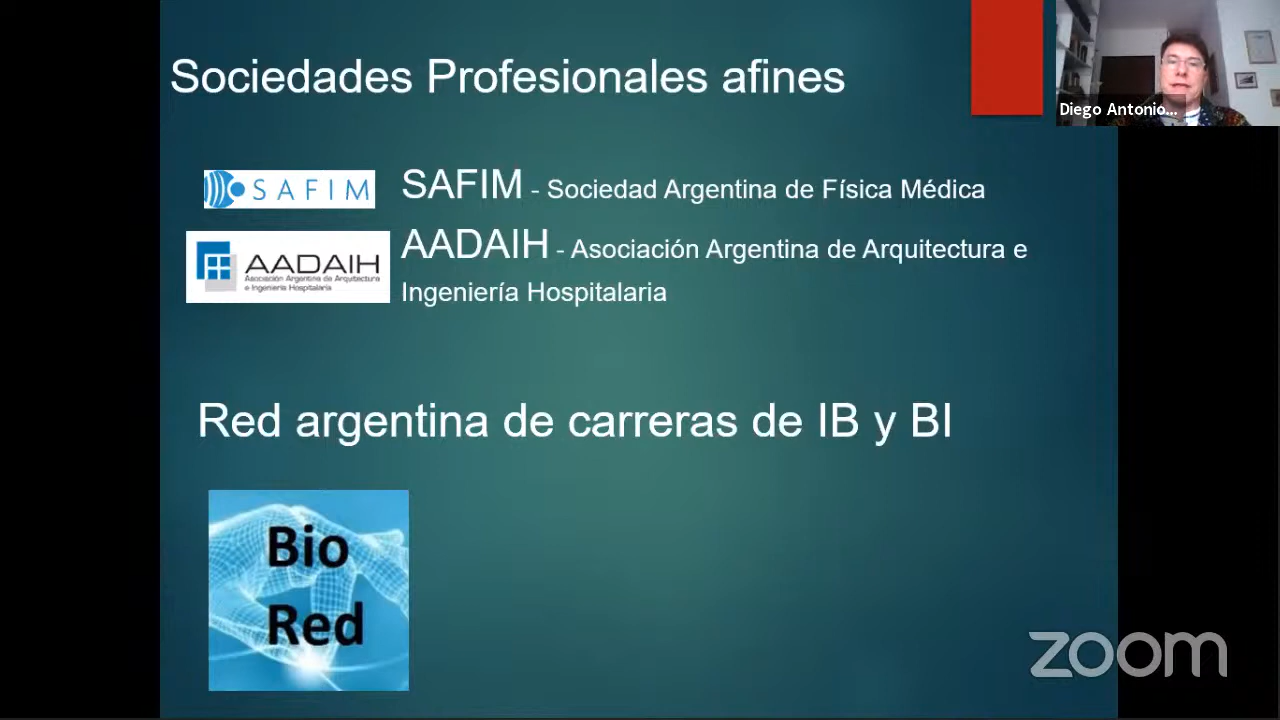 Sociedades Profesionales afines
Diego Antonio...
SAFIM
SAFIM - Sociedad Argentina de Física Médica
AADAIH
Asociación Argentina de Arquitectura
e Ingeniería Hospitalaria
AADAIH - Asociación Argentina de Arquitectura e
Ingeniería Hospitalaria
Red argentina de carreras de IB y BI
Bio
Red
zoom